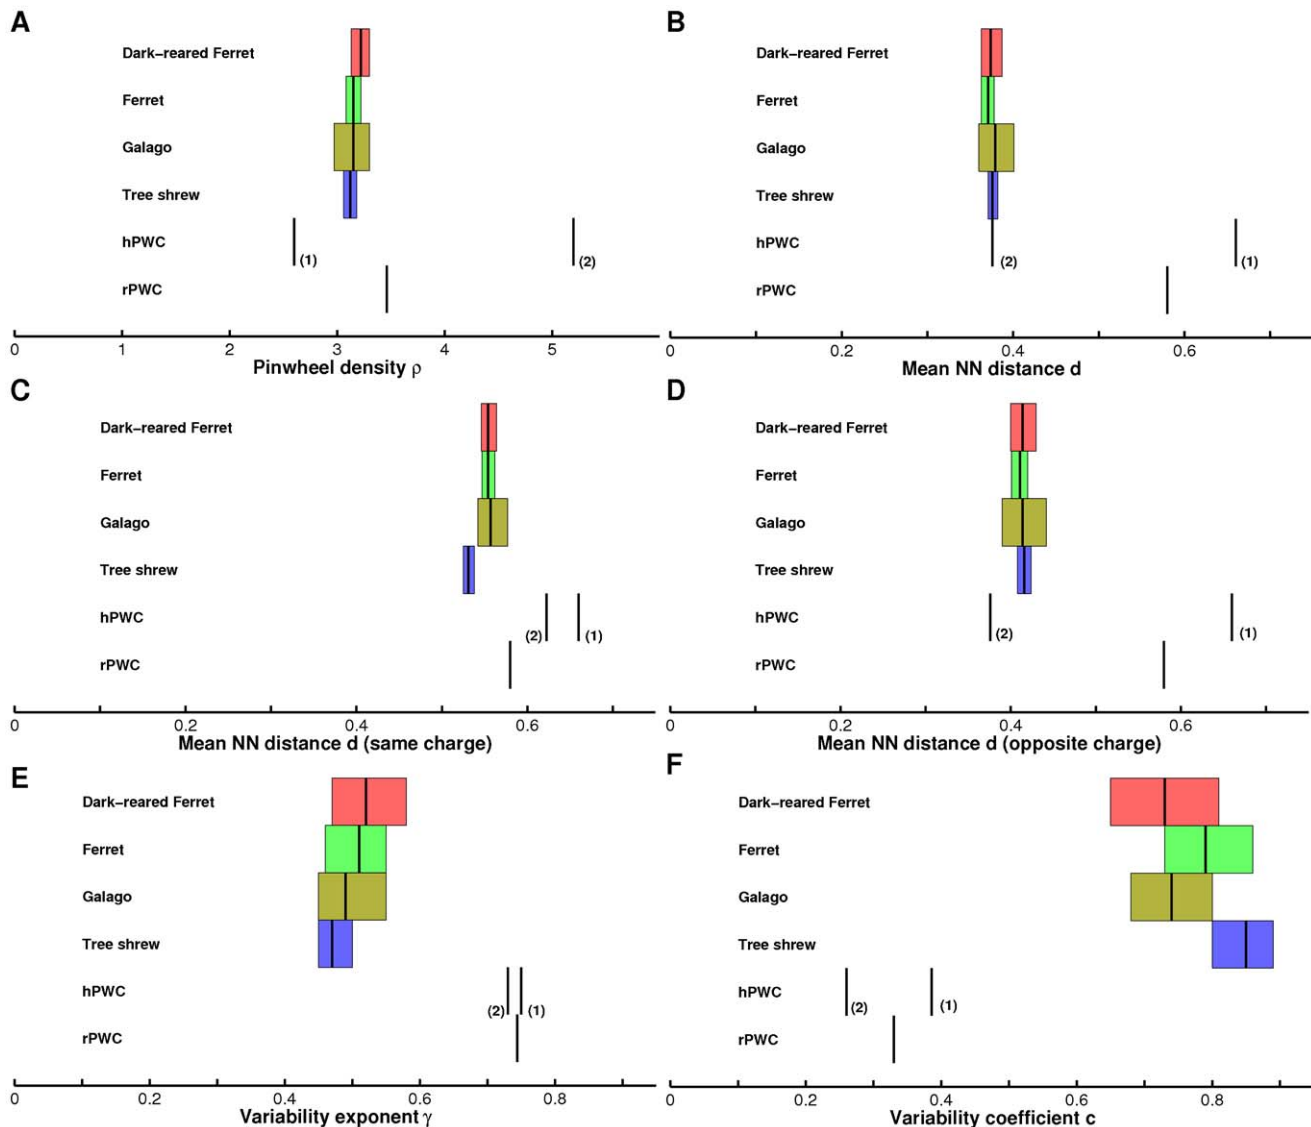 A
Dark−reared Ferret
Ferret
Galago
Tree shrew
hPWC
(1)
(2)
rPWC
0 1 2 3 4 5
Pinwheel density ρ
B
Dark−reared Ferret
Ferret
Galago
Tree shrew
hPWC
(2)
(1)
rPWC
0 0.2 0.4 0.6
Mean NN distance d
C
Dark−reared Ferret
Ferret
Galago
Tree shrew
hPWC
(2)
(1)
rPWC
0 0.2 0.4 0.6
Mean NN distance d (same charge)
D
Dark−reared Ferret
Ferret
Galago
Tree shrew
hPWC
(2)
(1)
rPWC
0 0.2 0.4 0.6
Mean NN distance d (opposite charge)
E
Dark−reared Ferret
Ferret
Galago
Tree shrew
hPWC
(2)
(1)
rPWC
0 0.2 0.4 0.6 0.8
Variability exponent γ
F
Dark−reared Ferret
Ferret
Galago
Tree shrew
hPWC
(2)
(1)
rPWC
0 0.2 0.4 0.6 0.8
Variability coefficient c